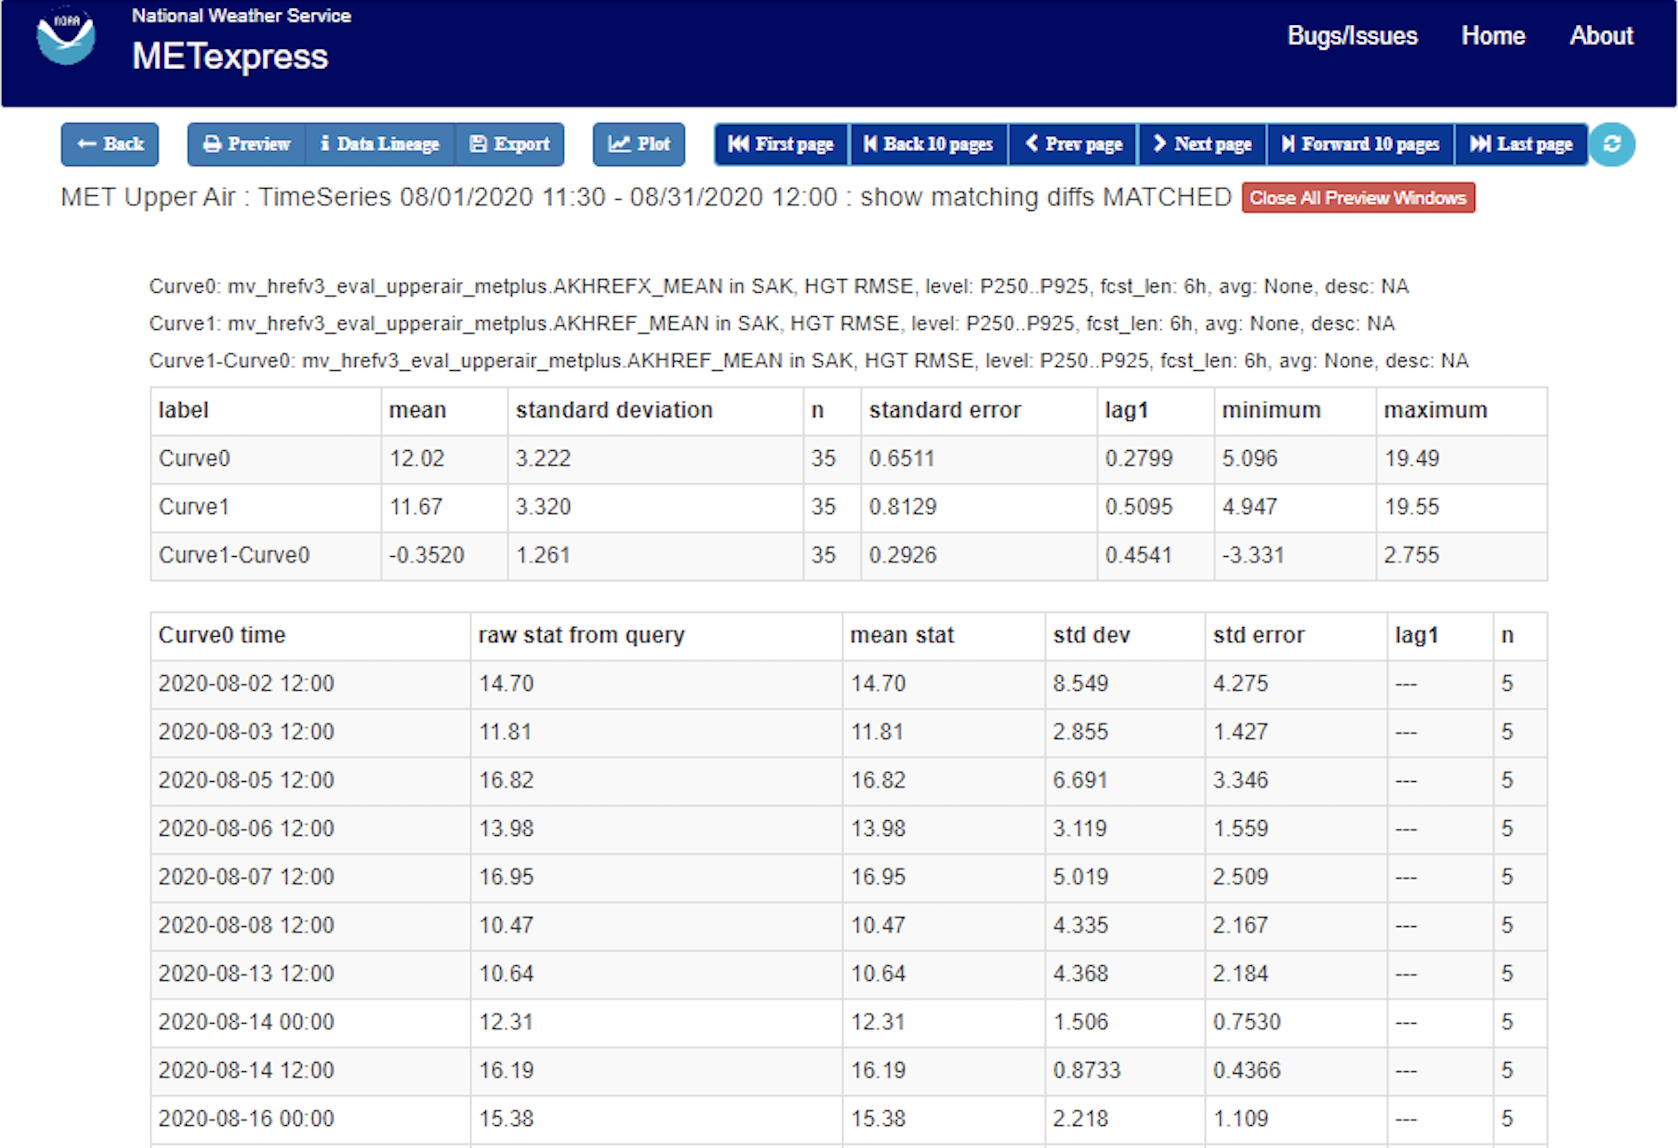 NOAA
National Weather Service
METexpress
Bugs/Issues Home About
Back Preview Data Lineage Export Plot First page Back 10 pages Prev page Next page Forward 10 pages Last page
MET Upper Air : TimeSeries 08/01/2020 11:30 - 08/31/2020 12:00 : show matching diffs MATCHED Close All Preview Windows
Curve0: mv_hrefv3_eval_upperair_metplus.AKHREFX_MEAN in SAK, HGT RMSE, level: P250..P925, fcst_len: 6h, avg: None, desc: NA
Curve1: mv_hrefv3_eval_upperair_metplus.AKHREF_MEAN in SAK, HGT RMSE, level: P250..P925, fcst_len: 6h, avg: None, desc: NA
Curve1-Curve0: mv_hrefv3_eval_upperair_metplus.AKHREF_MEAN in SAK, HGT RMSE, level: P250..P925, fcst_len: 6h, avg: None, desc: NA
label mean standard deviation n standard error lag1 minimum maximum
Curve0 12.02 3.222 35 0.6511 0.2799 5.096 19.49
Curve1 11.67 3.320 35 0.8129 0.5095 4.947 19.55
Curve1-Curve0 -0.3520 1.261 35 0.2926 0.4541 -3.331 2.755
Curve0 time raw stat from query mean stat std dev std error lag1 n
2020-08-02 12:00 14.70 14.70 8.549 4.275 --- 5
2020-08-03 12:00 11.81 11.81 2.855 1.427 --- 5
2020-08-05 12:00 16.82 16.82 6.691 3.346 --- 5
2020-08-06 12:00 13.98 13.98 3.119 1.559 --- 5
2020-08-07 12:00 16.95 16.95 5.019 2.509 --- 5
2020-08-08 12:00 10.47 10.47 4.335 2.167 --- 5
2020-08-13 12:00 10.64 10.64 4.368 2.184 --- 5
2020-08-14 00:00 12.31 12.31 1.506 0.7530 --- 5
2020-08-14 12:00 16.19 16.19 0.8733 0.4366 --- 5
2020-08-16 00:00 15.38 15.38 2.218 1.109 --- 5